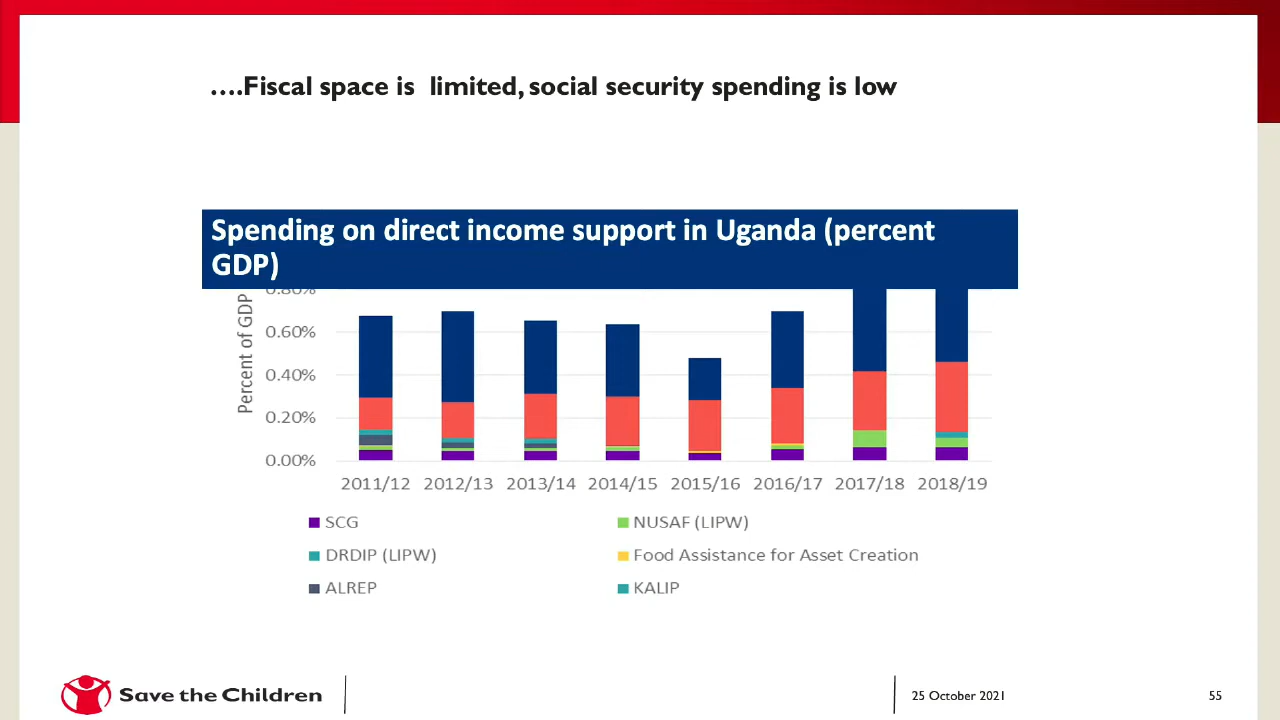 ....Fiscal space is limited, social security spending is low
Spending on direct income support in Uganda (percent
GDP)
Percent of GDP
0.80%
0.60%
0.40%
0.20%
0.00%
2011/12 2012/13 2013/14 2014/15 2015/16 2016/17 2017/18 2018/19
SCG NUSAF (LIPW)
DRDIP (LIPW) Food Assistance for Asset Creation
ALREP KALIP
Save the Children 25 October 2021 55